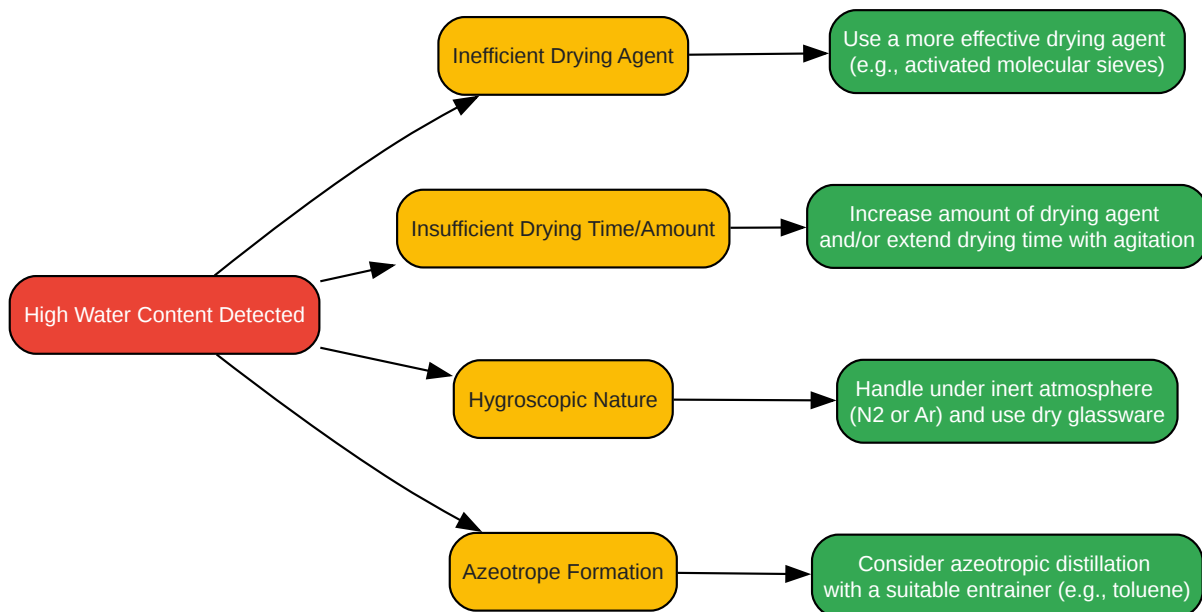 Inefficient Drying Agent
Use a more effective drying agent
(e.g., activated molecular sieves)
Insufficient Drying Time/Amount
Increase amount of drying agent
and/or extend drying time with agitation
High Water Content Detected
Hygroscopic Nature
Handle under inert atmosphere
(N2 or Ar) and use dry glassware
Azeotrope Formation
Consider azeotropic distillation
with a suitable entrainer (e.g., toluene)